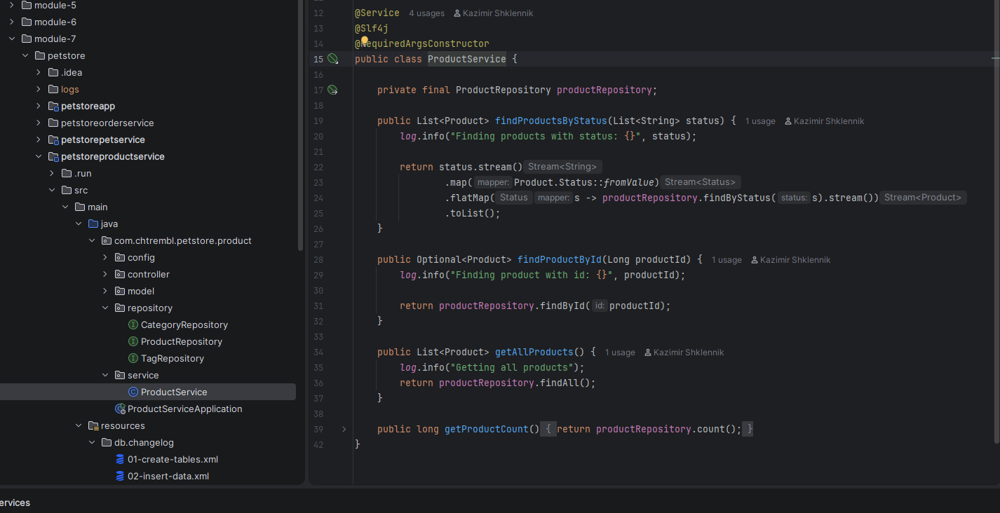 module-5
module-6
module-7
petstore
.idea
logs
petstoreapp
petstoreorderservice
petstorepetservice
petstoreproductservice
.run
src
main
java
com.chtrembl.petstore.product
config
controller
model
repository
CategoryRepository
ProductRepository
TagRepository
service
ProductService
ProductServiceApplication
resources
db.changelog
01-create-tables.xml
02-insert-data.xml
ervices
12 @Service 4 usages Kazimir Shklennik
13 @Slf4j
14 @RequiredArgsConstructor
15 public class ProductService {
16
17 private final ProductRepository productRepository;
18
19 public List<Product> findProductsByStatus(List<String> status) { 1 usage Kazimir Shklennik
20 log.info("Finding products with status: {}", status);
21
22 return status.stream() Stream<String>
23 .map( mapper: Product.Status::fromValue) Stream<Status>
24 .flatMap( Status mapper: s -> productRepository.findByStatus( status: s).stream()) Stream<Product>
25 .toList();
26 }
27
28 public Optional<Product> findProductById(Long productId) { 1 usage Kazimir Shklennik
29 log.info("Finding product with id: {}", productId);
30
31 return productRepository.findById( id: productId);
32 }
33
34 public List<Product> getAllProducts() { 1 usage Kazimir Shklennik
35 log.info("Getting all products");
36 return productRepository.findAll();
37 }
38
39 public long getProductCount() { return productRepository.count(); }
42 }